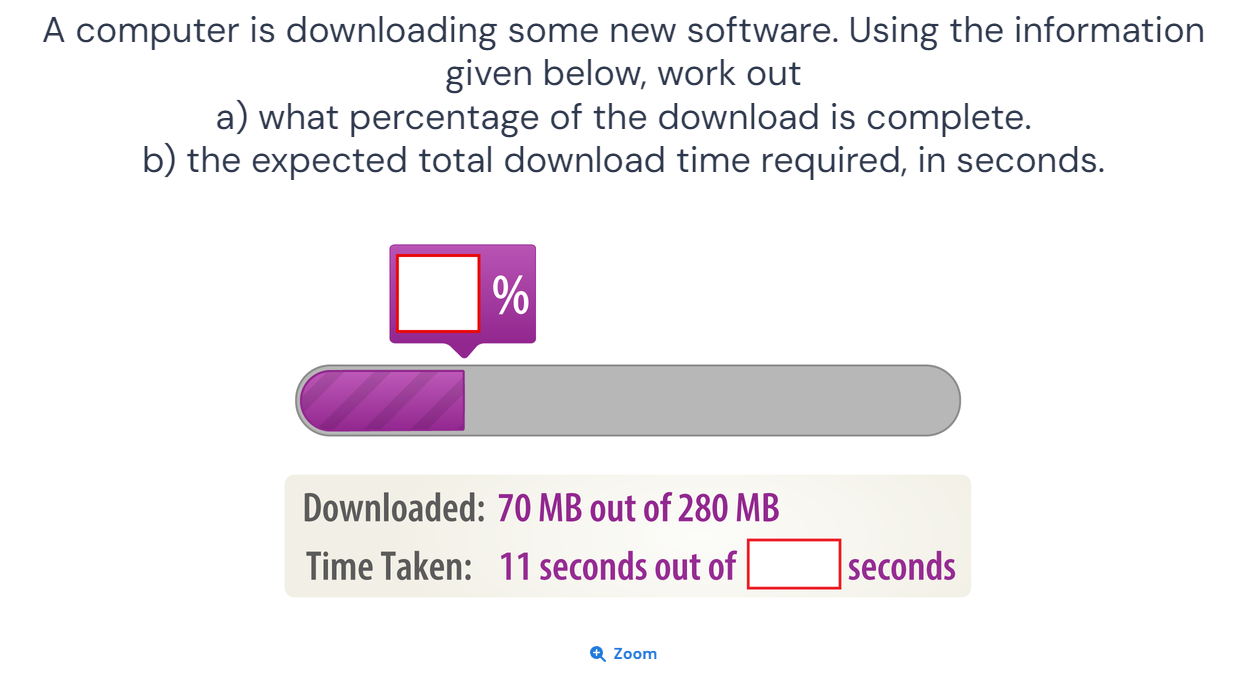 A computer is downloading some new software. Using the information
given below, work out
a) what percentage of the download is complete.
b) the expected total download time required, in seconds.
%
Downloaded: 70 MB out of 280 MB
Time Taken: 11 seconds out of seconds
Zoom